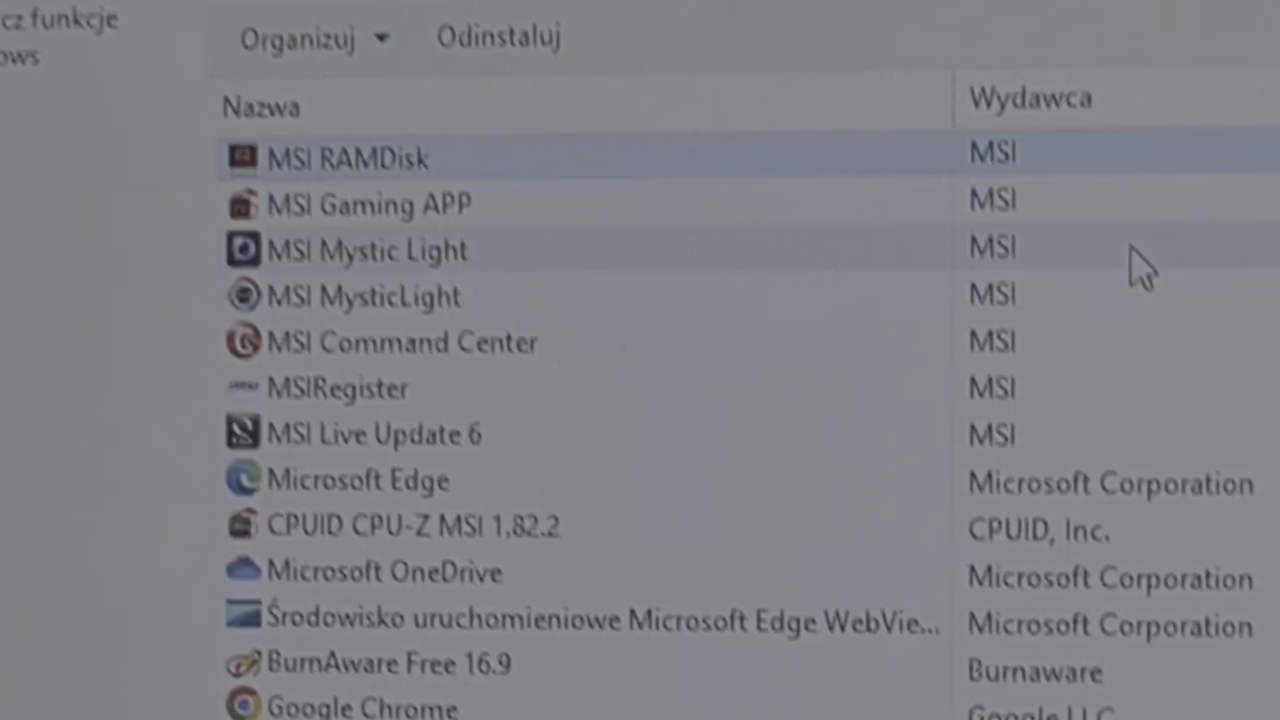 cz funkcje
ows
Organizuj Odinstaluj
Nazwa Wydawca
MSI RAMDisk MSI
MSI Gaming APP MSI
MSI Mystic Light MSI
MSI MysticLight MSI
MSI Command Center MSI
MSIRegister MSI
MSI Live Update 6 MSI
Microsoft Edge Microsoft Corporation
CPUID CPU-Z MSI 1.82.2 CPUID, Inc.
Microsoft OneDrive Microsoft Corporation
Środowisko uruchomieniowe Microsoft Edge WebVie... Microsoft Corporation
BurnAware Free 16.9 Burnaware
Google Chrome Google LLC